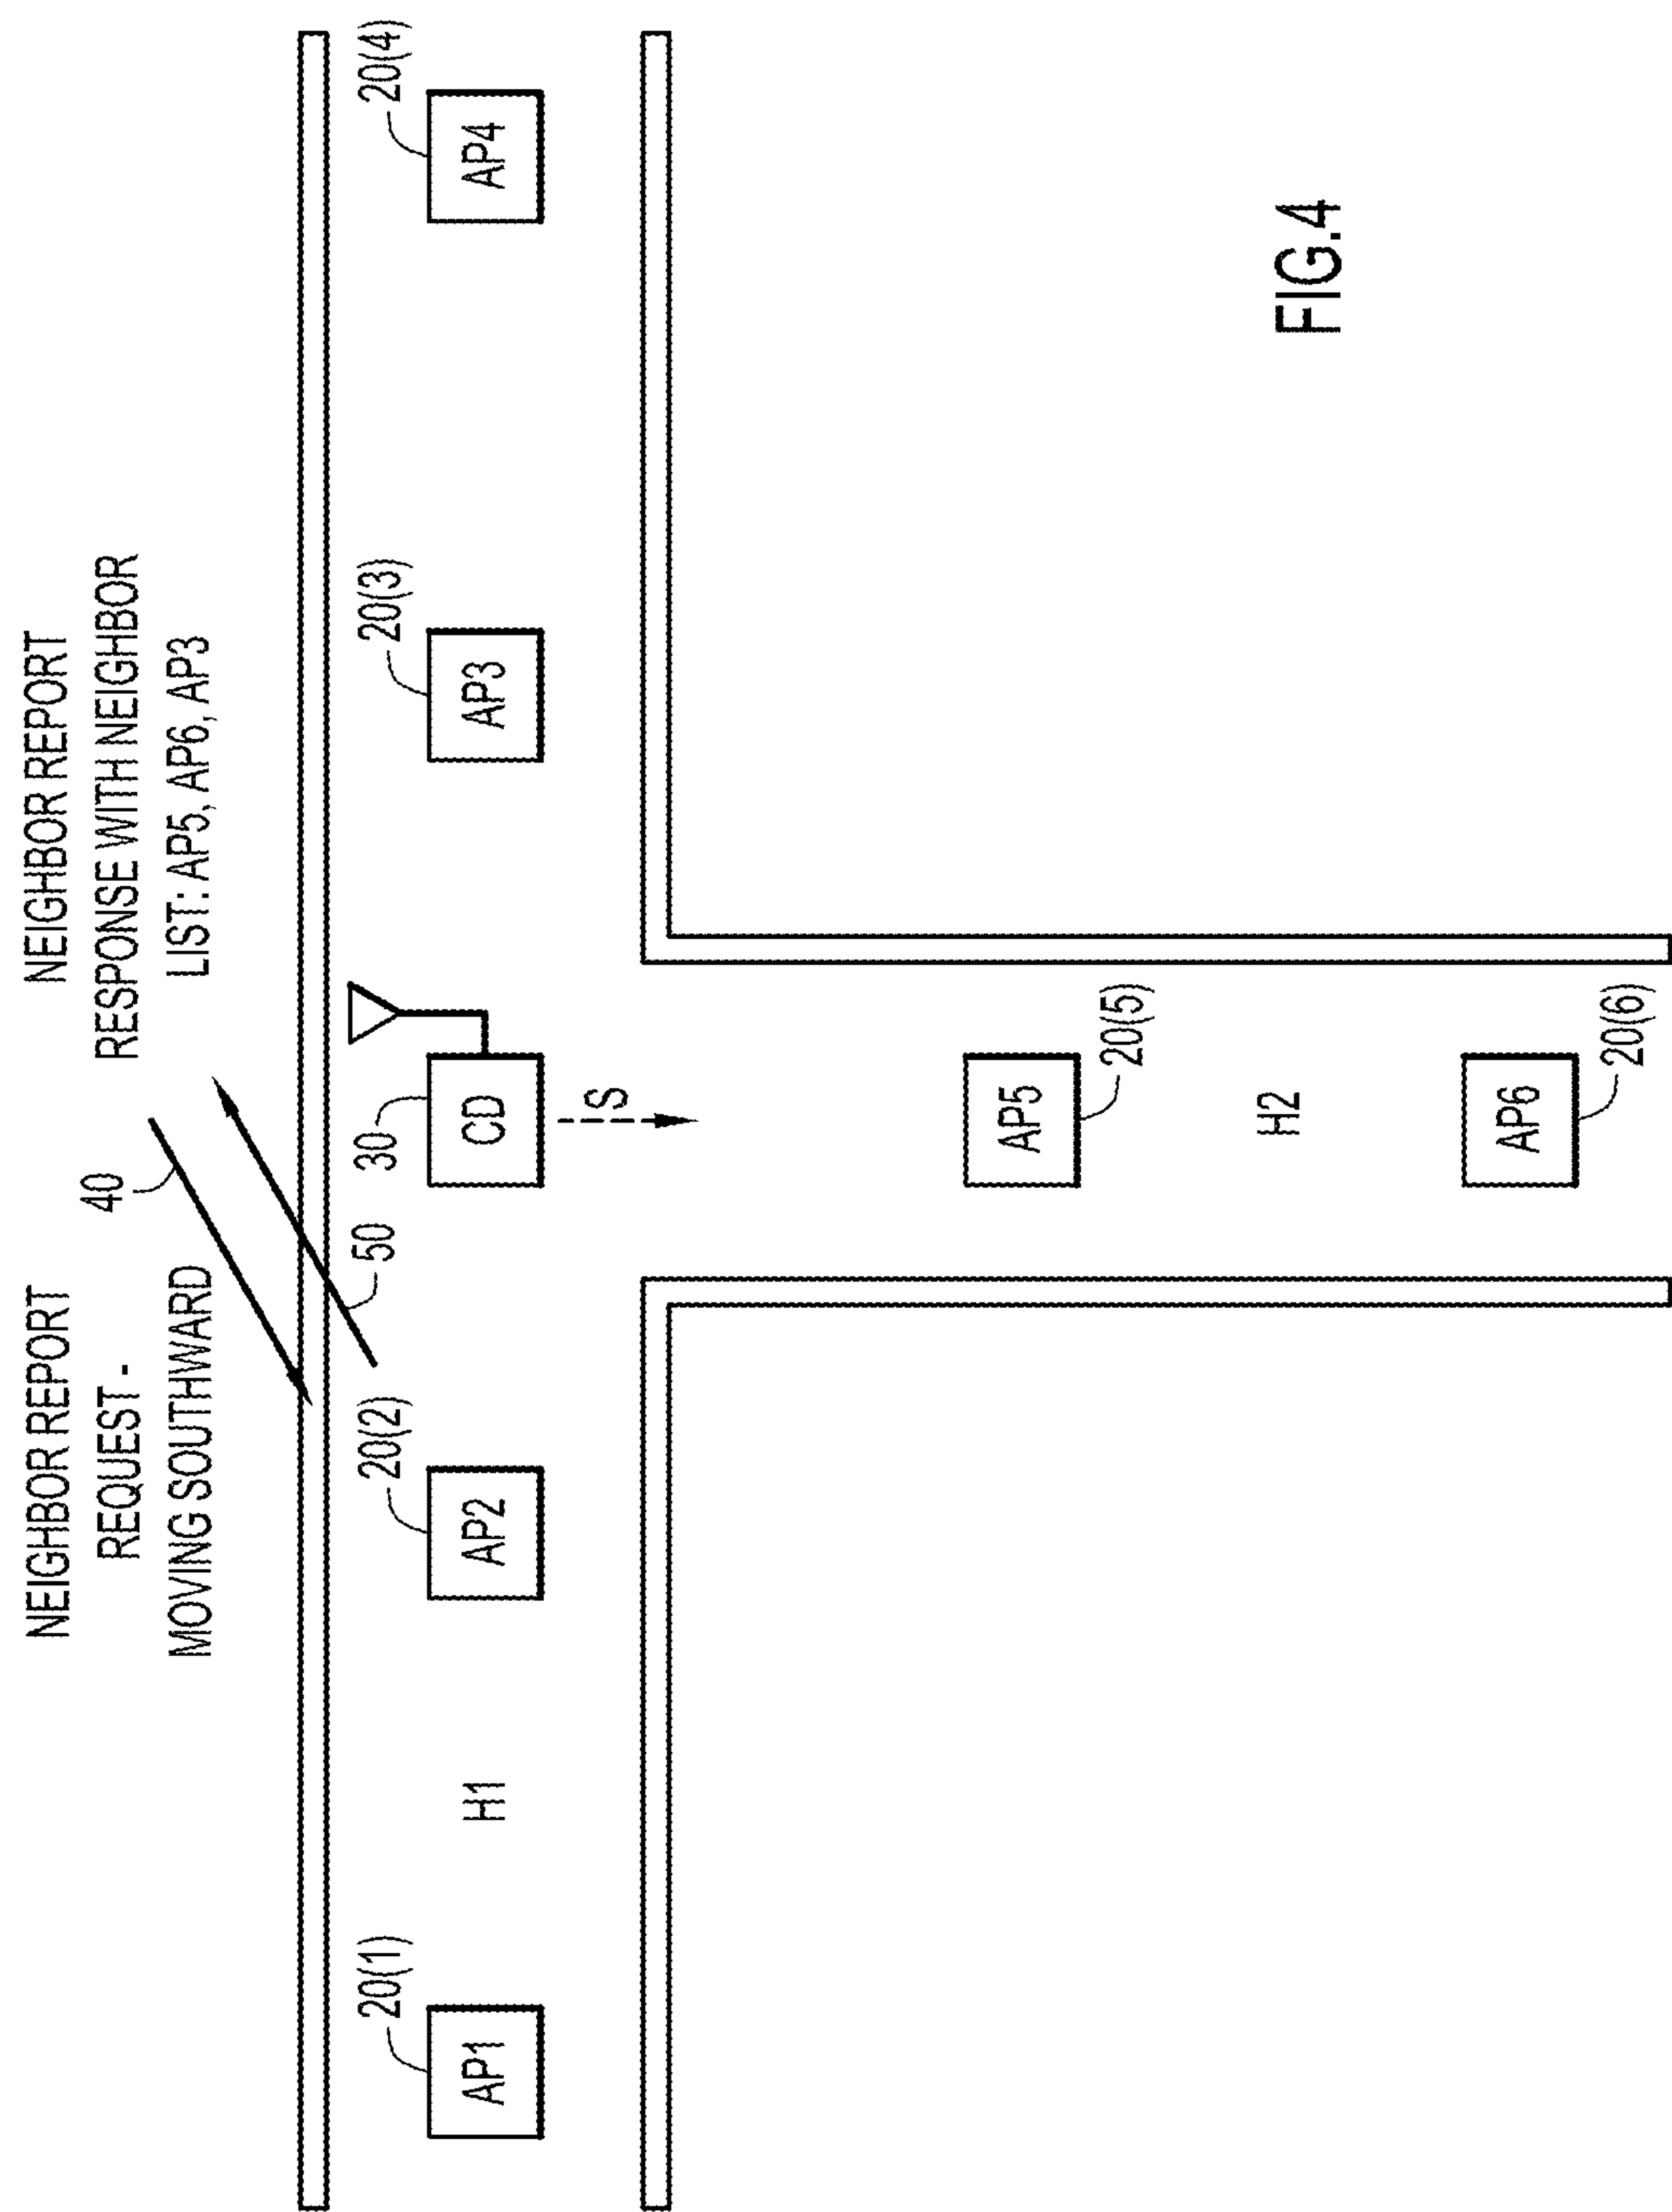 NEIGHBOR REPORT
REQUEST -
MOVING SOUTHWARD
40
NEIGHBOR REPORT
RESPONSE WITH NEIGHBOR
LIST: AP5, AP6, AP3
50
20(1)
AP1
H1
20(2)
AP2
30
CD
20(3)
AP3
20(4)
AP4
S
AP5
20(5)
H2
AP6
20(6)
FIG.4